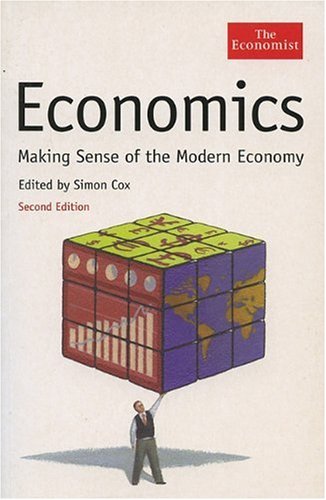 The
Economist
Economics
Making Sense of the Modern Economy
Edited by Simon Cox
Second Edition